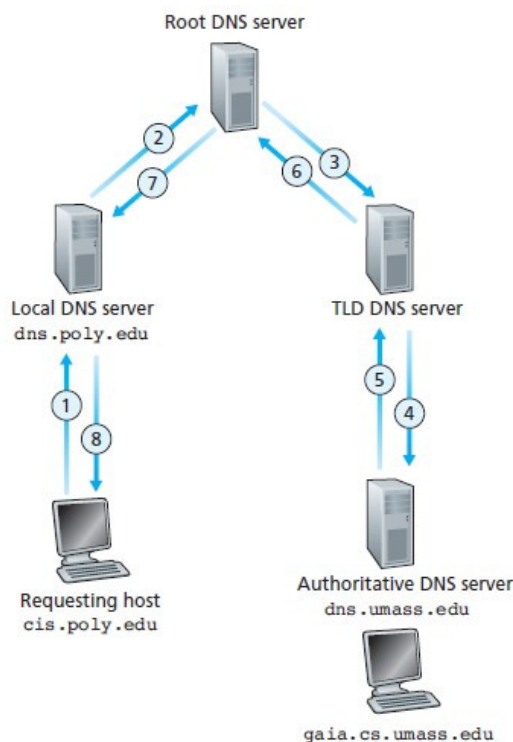 Root DNS server
2
7
6
3
Local DNS server
dns.poly.edu
TLD DNS server
1
8
5
4
Requesting host
cis.poly.edu
Authoritative DNS server
dns.umass.edu
gaia.cs.umass.edu